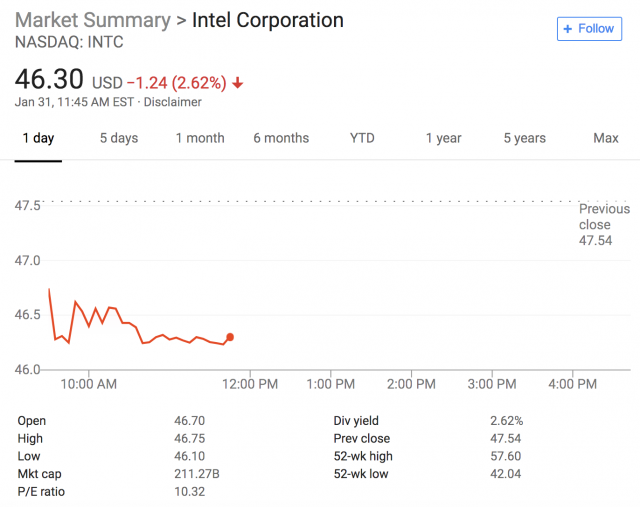 Market Summary > Intel Corporation
NASDAQ: INTC
+ Follow
46.30 USD −1.24 (2.62%)
Jan 31, 11:45 AM EST · Disclaimer
1 day 5 days 1 month 6 months YTD 1 year 5 years Max
47.5
Previous
close
47.54
47.0
46.5
46.0
10:00 AM 12:00 PM 1:00 PM 2:00 PM 3:00 PM 4:00 PM
Open 46.70 Div yield 2.62%
High 46.75 Prev close 47.54
Low 46.10 52-wk high 57.60
Mkt cap 211.27B 52-wk low 42.04
P/E ratio 10.32